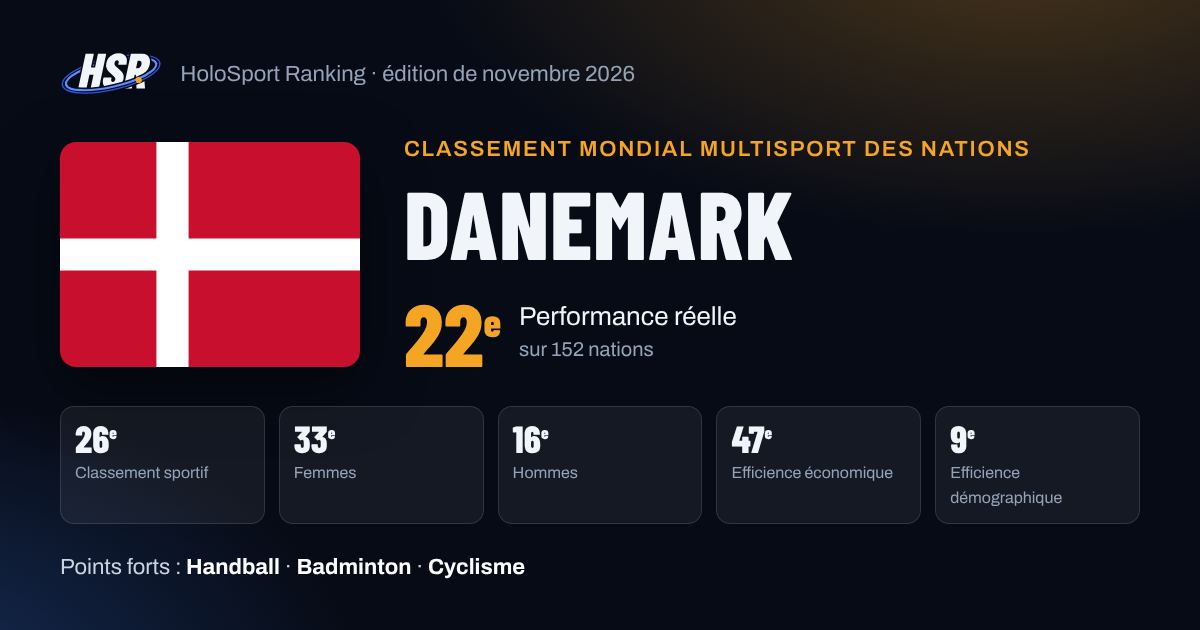 HSR
HoloSport Ranking · édition de novembre 2026
CLASSEMENT MONDIAL MULTISPORT DES NATIONS
DANEMARK
22e
Performance réelle
sur 152 nations
26e
Classement sportif
33e
Femmes
16e
Hommes
47e
Efficience économique
9e
Efficience
démographique
Points forts : Handball · Badminton · Cyclisme